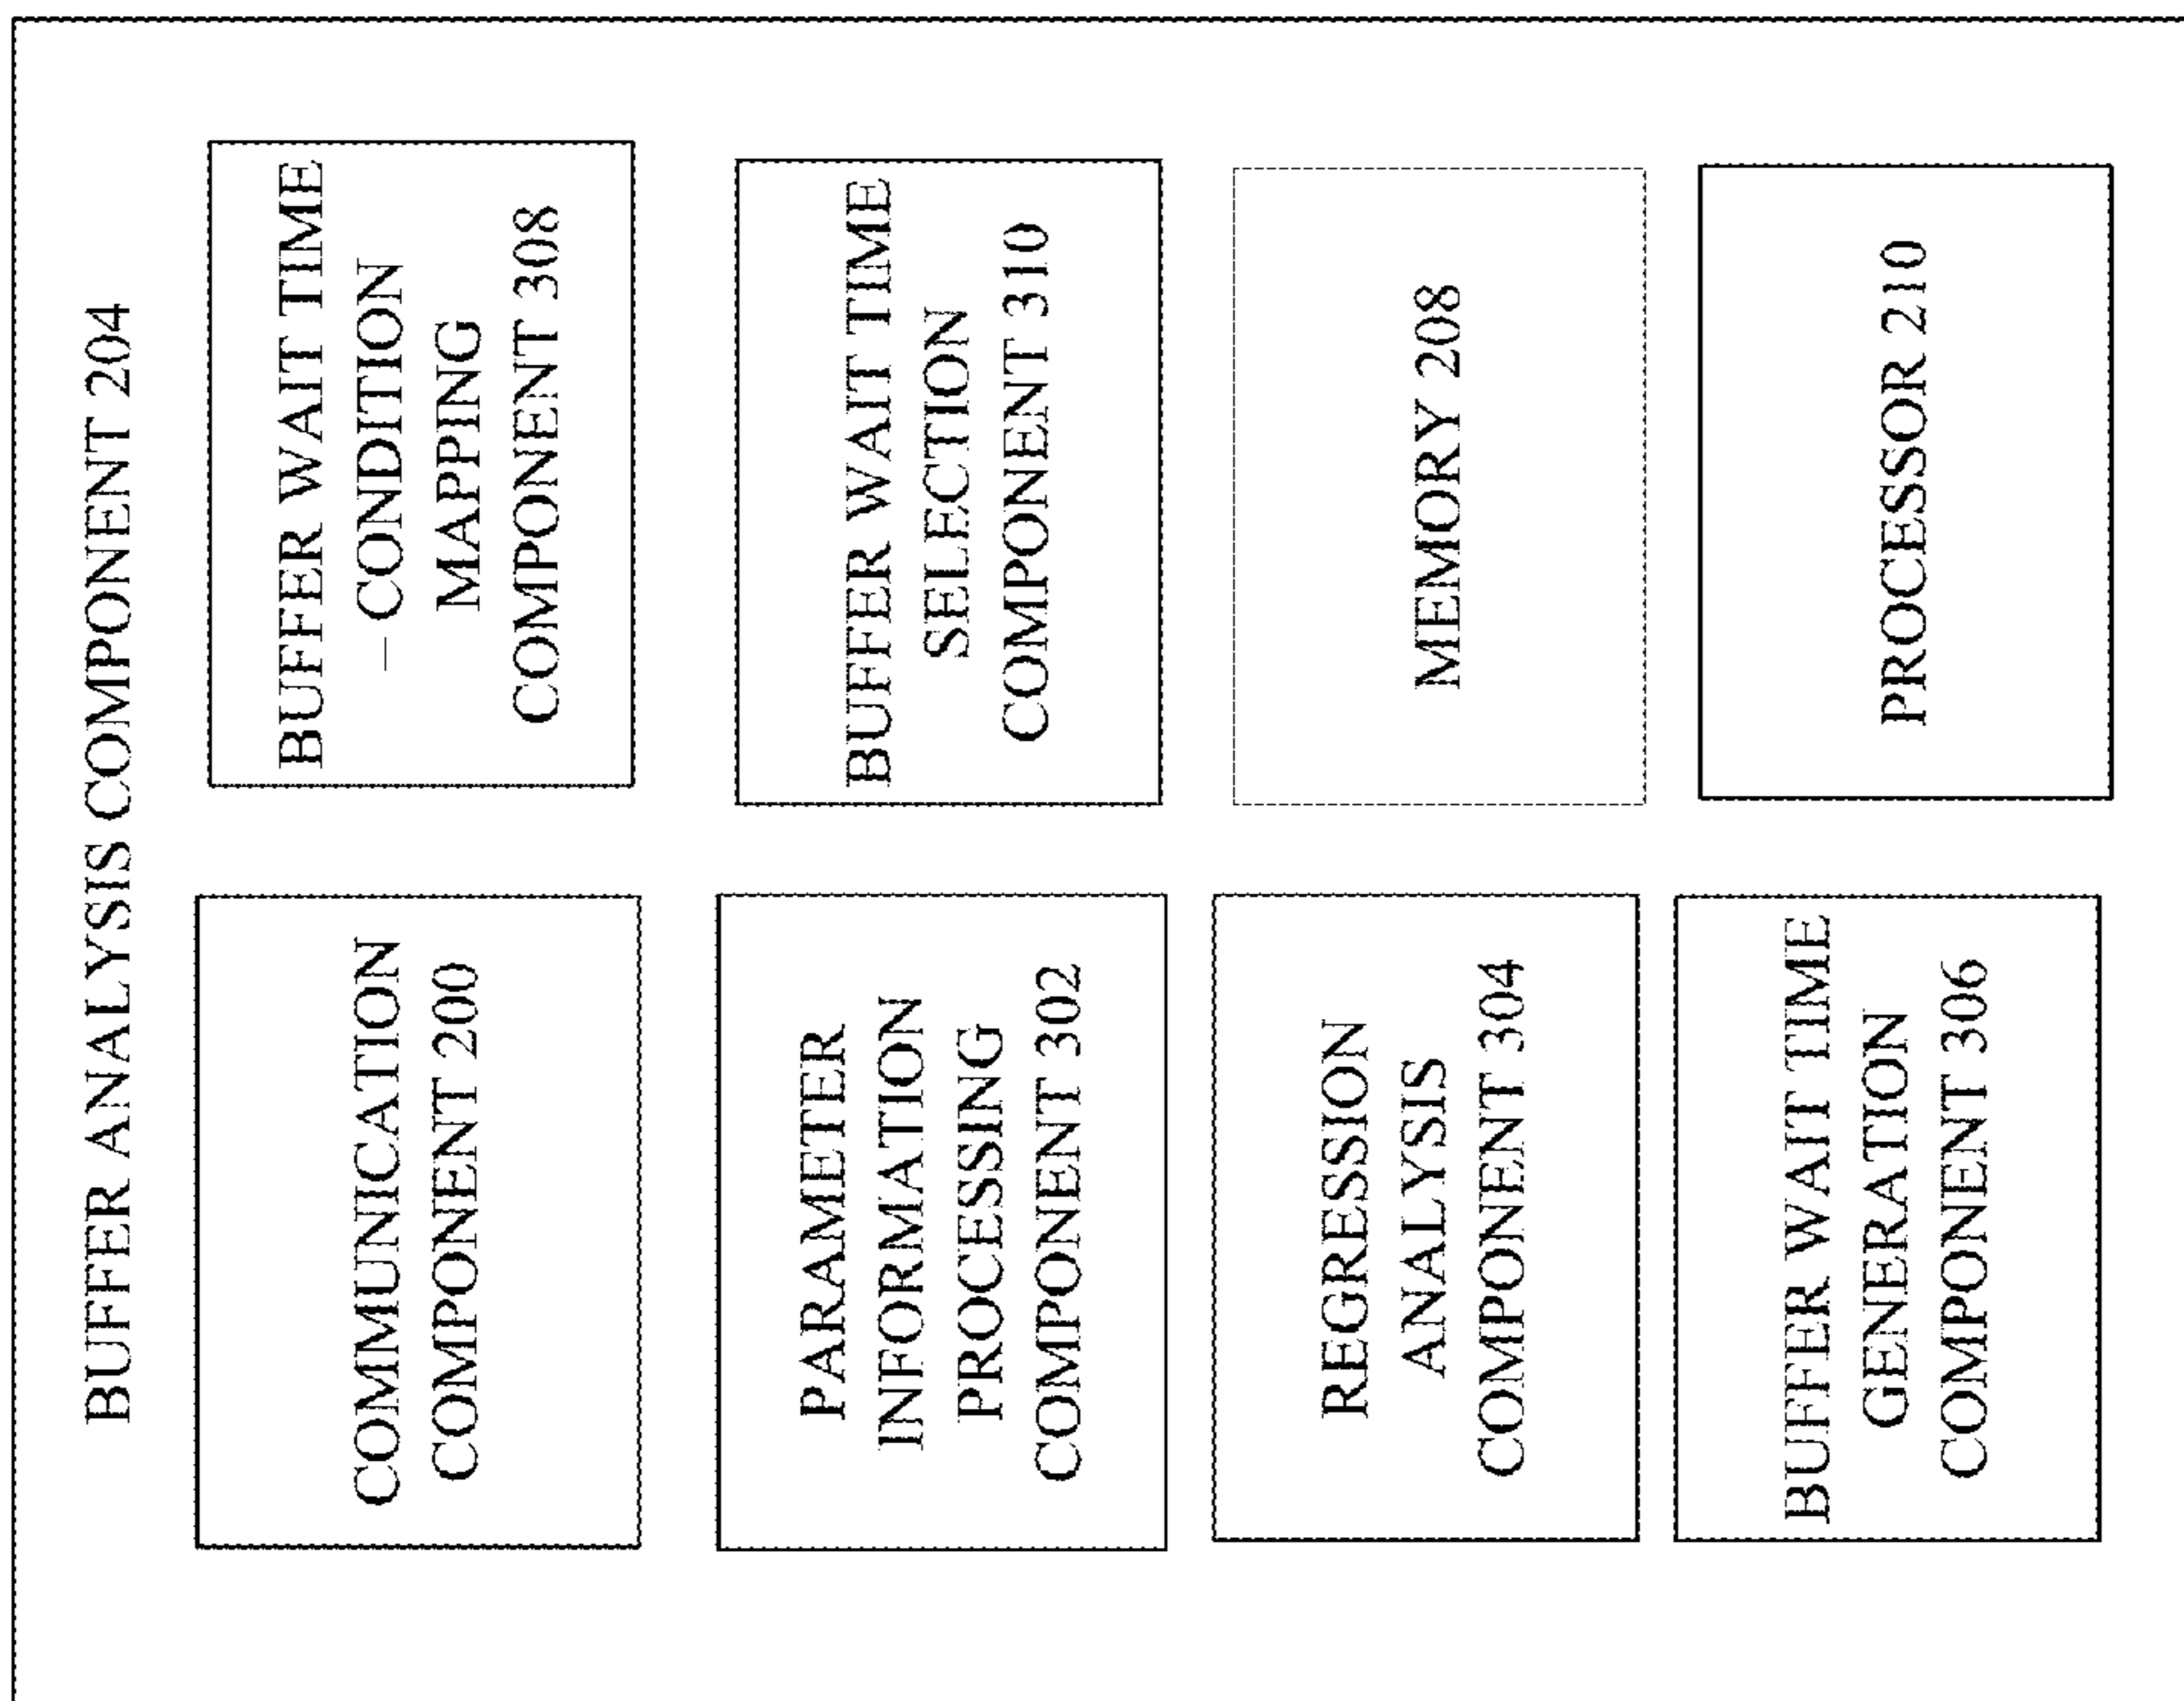 BUFFER ANALYSIS COMPONENT 204
COMMUNICATION
COMPONENT 200
PARAMETER
INFORMATION
PROCESSING
COMPONENT 302
REGRESSION
ANALYSIS
COMPONENT 304
BUFFER WAIT TIME
GENERATION
COMPONENT 306
BUFFER WAIT TIME
– CONDITION
MAPPING
COMPONENT 308
BUFFER WAIT TIME
SELECTION
COMPONENT 310
MEMORY 208
PROCESSOR 210